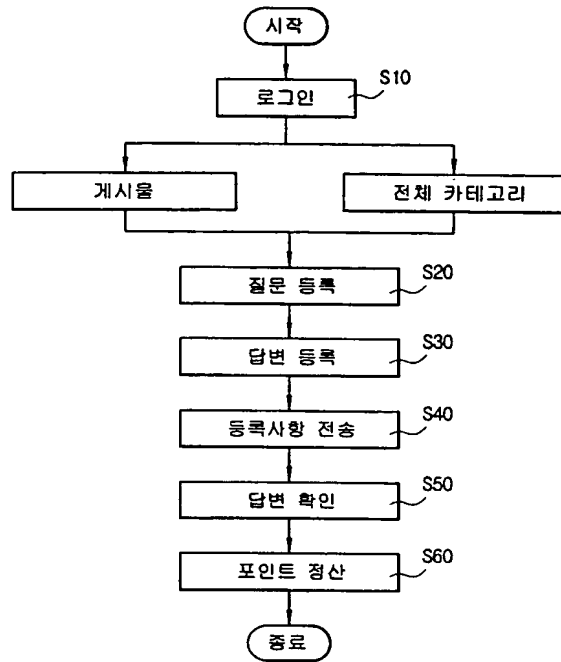 시작
로그인
S10
게시물
전체 카테고리
질문 등록
S20
답변 등록
S30
등록사항 전송
S40
답변 확인
S50
포인트 정산
S60
종료